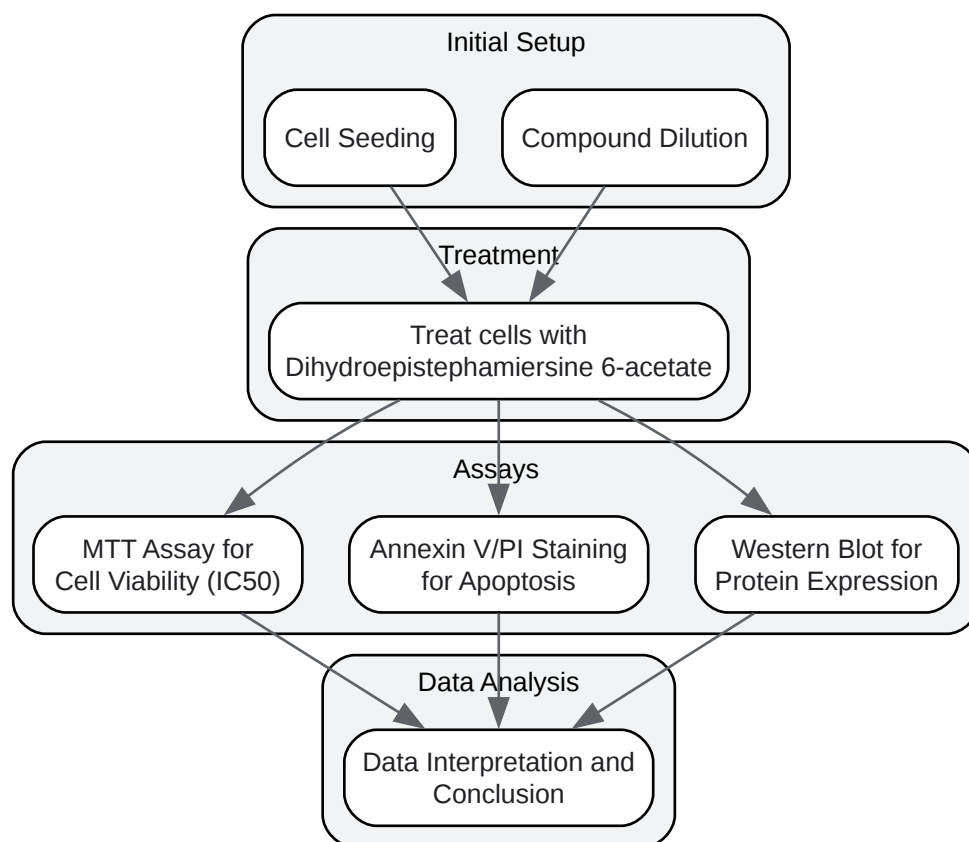 Initial Setup
Cell Seeding
Compound Dilution
Treatment
Treat cells with
Dihydroepistephamiersine 6-acetate
Assays
MTT Assay for
Cell Viability (IC50)
Annexin V/PI Staining
for Apoptosis
Western Blot for
Protein Expression
Data Analysis
Data Interpretation and
Conclusion